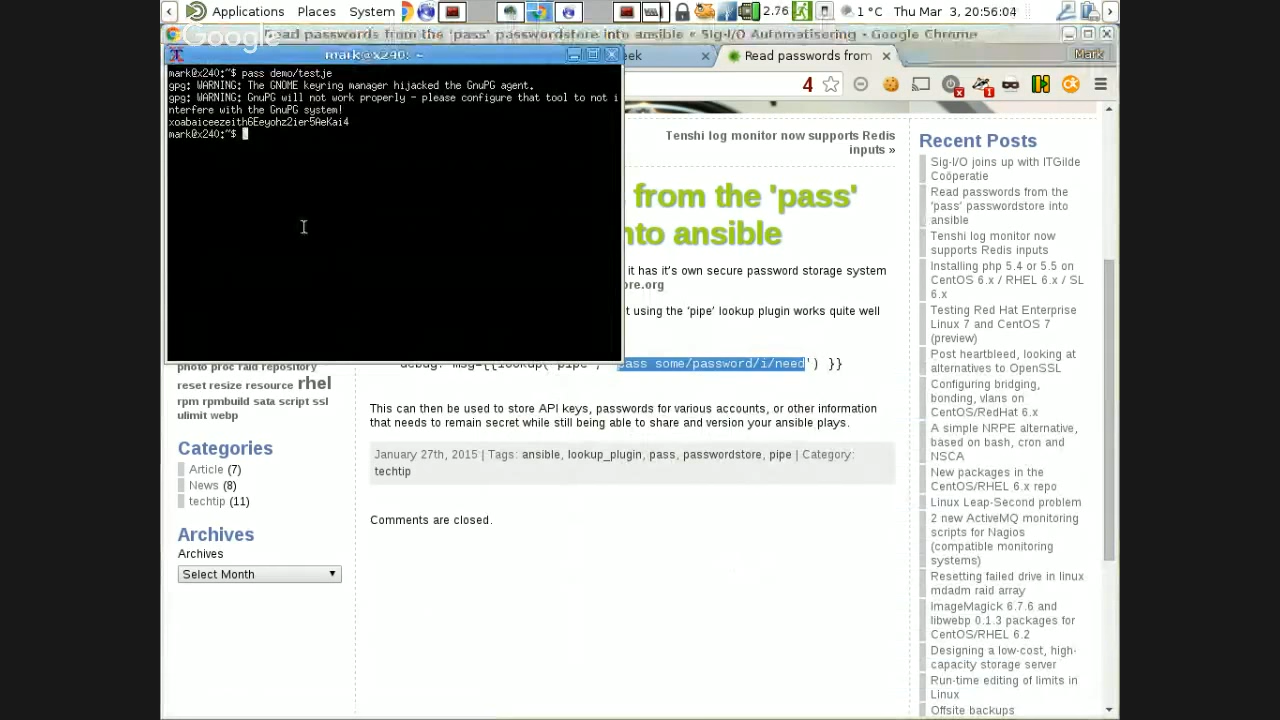 Applications Places System 2.76 1 °C Thu Mar 3, 20:56:04
Google
Read passwords from the 'pass' passwordstore into ansible « Sig-I/O Automatisering - Google Chrome
mark@x240: ~
eek
Read passwords from
Mark
4
mark@x240:~$ pass demo/testje
gpg: WARNING: The GNOME keyring manager hijacked the GnuPG agent.
gpg: WARNING: GnuPG will not work properly - please configure that tool to not i
nterfere with the GnuPG system!
xoabaiceezeith6Eeyohz2ier5AeKai4
mark@x240:~$
Tenshi log monitor now supports Redis
inputs »
from the 'pass'
nto ansible
it has it's own secure password storage system
ore.org
t using the 'pipe' lookup plugin works quite well
debug: msg={{lookup('pipe', 'pass some/password/i/need') }}
This can then be used to store API keys, passwords for various accounts, or other information
that needs to remain secret while still being able to share and version your ansible plays.
January 27th, 2015 | Tags: ansible, lookup_plugin, pass, passwordstore, pipe | Category:
techtip
Comments are closed.
photo proc raid repository
reset resize resource rhel
rpm rpmbuild sata script ssl
ulimit webp
Categories
Article (7)
News (8)
techtip (11)
Archives
Archives
Select Month
Recent Posts
Sig-I/O joins up with ITGilde
Coöperatie
Read passwords from the
'pass' passwordstore into
ansible
Tenshi log monitor now
supports Redis inputs
Installing php 5.4 or 5.5 on
CentOS 6.x / RHEL 6.x / SL
6.x
Testing Red Hat Enterprise
Linux 7 and CentOS 7
(preview)
Post heartbleed, looking at
alternatives to OpenSSL
Configuring bridging,
bonding, vlans on
CentOS/RedHat 6.x
A simple NRPE alternative,
based on bash, cron and
NSCA
New packages in the
CentOS/RHEL 6.x repo
Linux Leap-Second problem
2 new ActiveMQ monitoring
scripts for Nagios
(compatible monitoring
systems)
Resetting failed drive in linux
mdadm raid array
ImageMagick 6.7.6 and
libwebp 0.1.3 packages for
CentOS/RHEL 6.2
Designing a low-cost, high-
capacity storage server
Run-time editing of limits in
Linux
Offsite backups